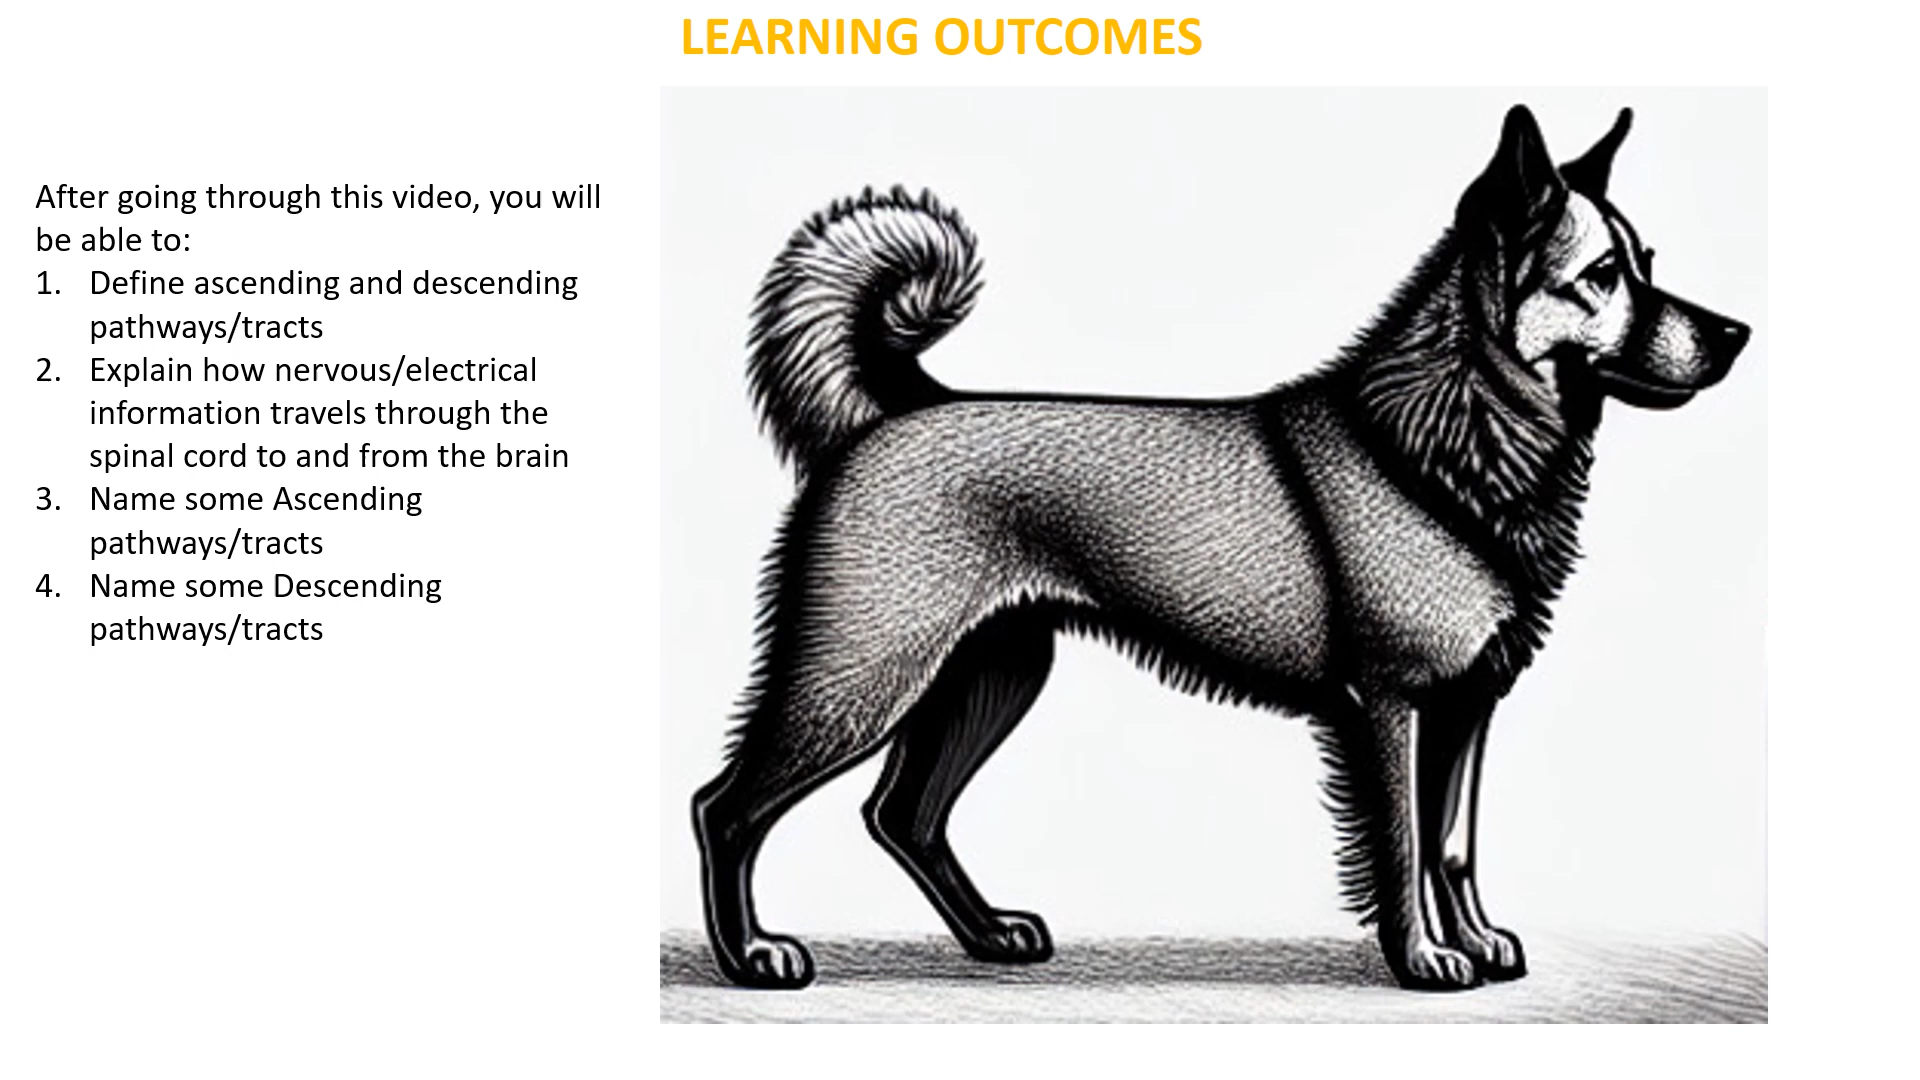 LEARNING OUTCOMES
After going through this video, you will
be able to:
1. Define ascending and descending
pathways/tracts
2. Explain how nervous/electrical
information travels through the
spinal cord to and from the brain
3. Name some Ascending
pathways/tracts
4. Name some Descending
pathways/tracts